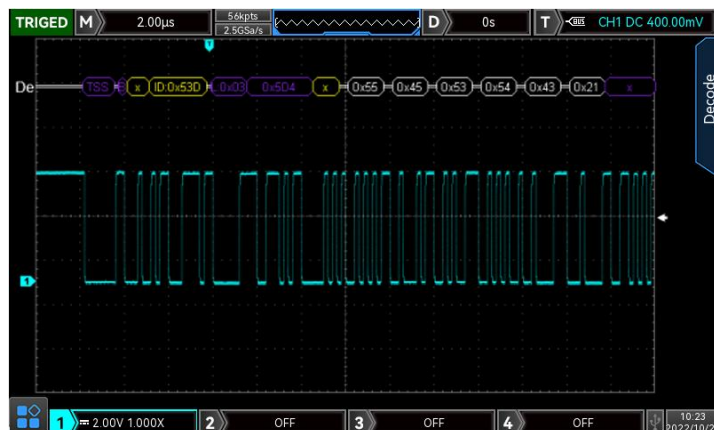 TRIGED M 2.00μs 56kpts 2.5GSa/s D 0s T BUS CH1 DC 400.00mV
1
Decode
De TSS x ID:0x53D L:0x03 0x5D4 x 0x55 0x45 0x53 0x54 0x43 0x21 x
1
1 2.00V 1.000X 2 OFF 3 OFF 4 OFF 10:23